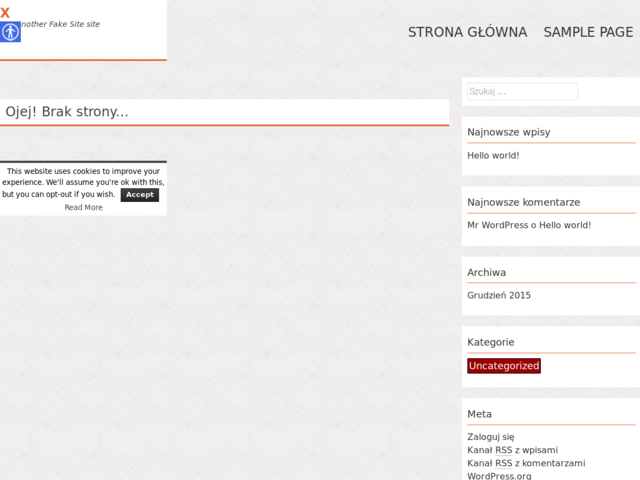 X
nother Fake Site site
STRONA GŁÓWNA SAMPLE PAGE
Ojej! Brak strony...
This website uses cookies to improve your
experience. We'll assume you're ok with this,
but you can opt-out if you wish. Accept
Read More
Szukaj …
Najnowsze wpisy
Hello world!
Najnowsze komentarze
Mr WordPress o Hello world!
Archiwa
Grudzień 2015
Kategorie
Uncategorized
Meta
Zaloguj się
Kanał RSS z wpisami
Kanał RSS z komentarzami
WordPress.org